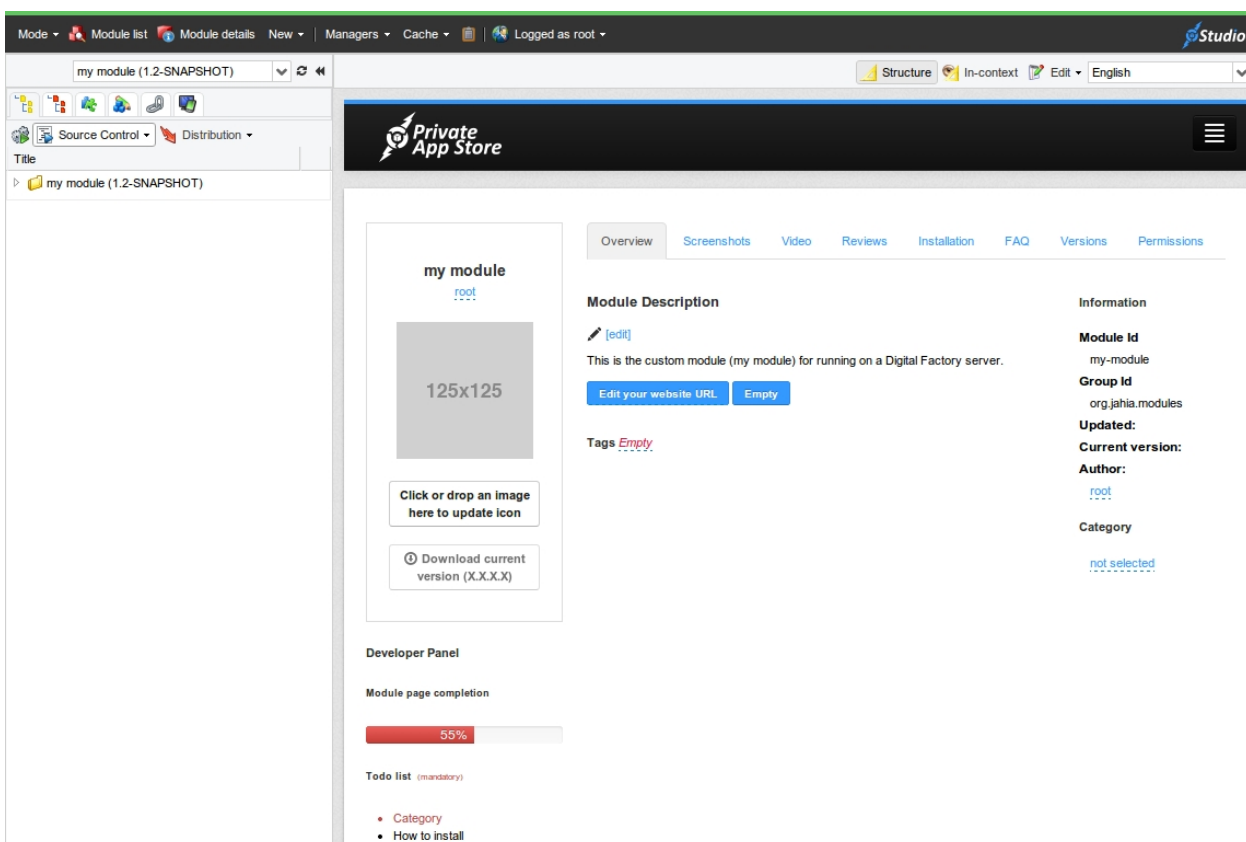 Mode Module list Module details New Managers Cache Logged as root Studio
my module (1.2-SNAPSHOT) Structure In-context Edit English
Source Control Distribution
Title
my module (1.2-SNAPSHOT)
Private
App Store
Overview Screenshots Video Reviews Installation FAQ Versions Permissions
my module
root
125x125
Click or drop an image
here to update icon
Download current
version (X.X.X.X)
Module Description
[edit]
This is the custom module (my module) for running on a Digital Factory server.
Edit your website URL Empty
Tags Empty
Information
Module Id
my-module
Group Id
org.jahia.modules
Updated:
Current version:
Author:
root
Category
not selected
Developer Panel
Module page completion
55%
Todo list (mandatory)
• Category
• How to install